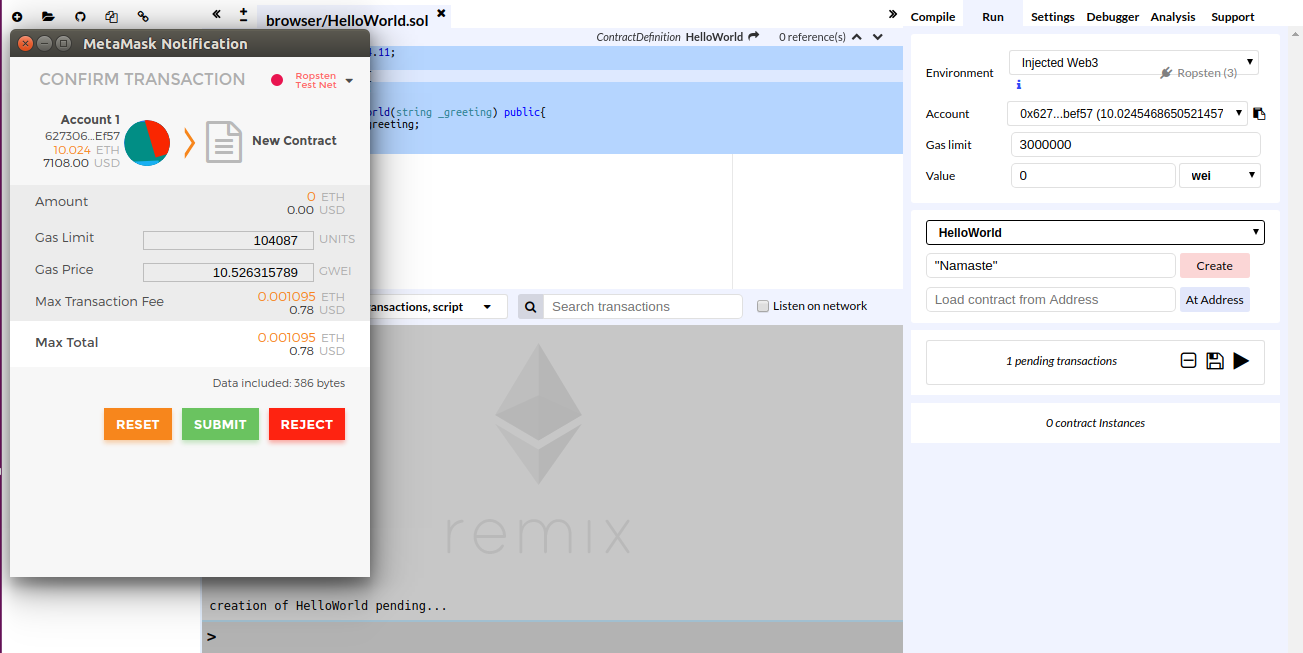 browser/HelloWorld.sol
Compile Run Settings Debugger Analysis Support
ContractDefinition HelloWorld 0 reference(s)
MetaMask Notification
CONFIRM TRANSACTION
Ropsten
Test Net
Account 1
627306...Ef57
10.024 ETH
7108.00 USD
New Contract
Amount
0 ETH
0.00 USD
Gas Limit 104087 UNITS
Gas Price 10.526315789 GWEI
Max Transaction Fee
0.001095 ETH
0.78 USD
Max Total
0.001095 ETH
0.78 USD
Data included: 386 bytes
RESET SUBMIT REJECT
.11;
(string _greeting) public{
greeting;
, script
Search transactions
Listen on network
remix
creation of HelloWorld pending...
>
Environment Injected Web3
Ropsten (3)
Account 0x627...bef57 (10.0245468650521457
Gas limit 3000000
Value 0 wei
HelloWorld
"Namaste" Create
Load contract from Address At Address
1 pending transactions
0 contract Instances